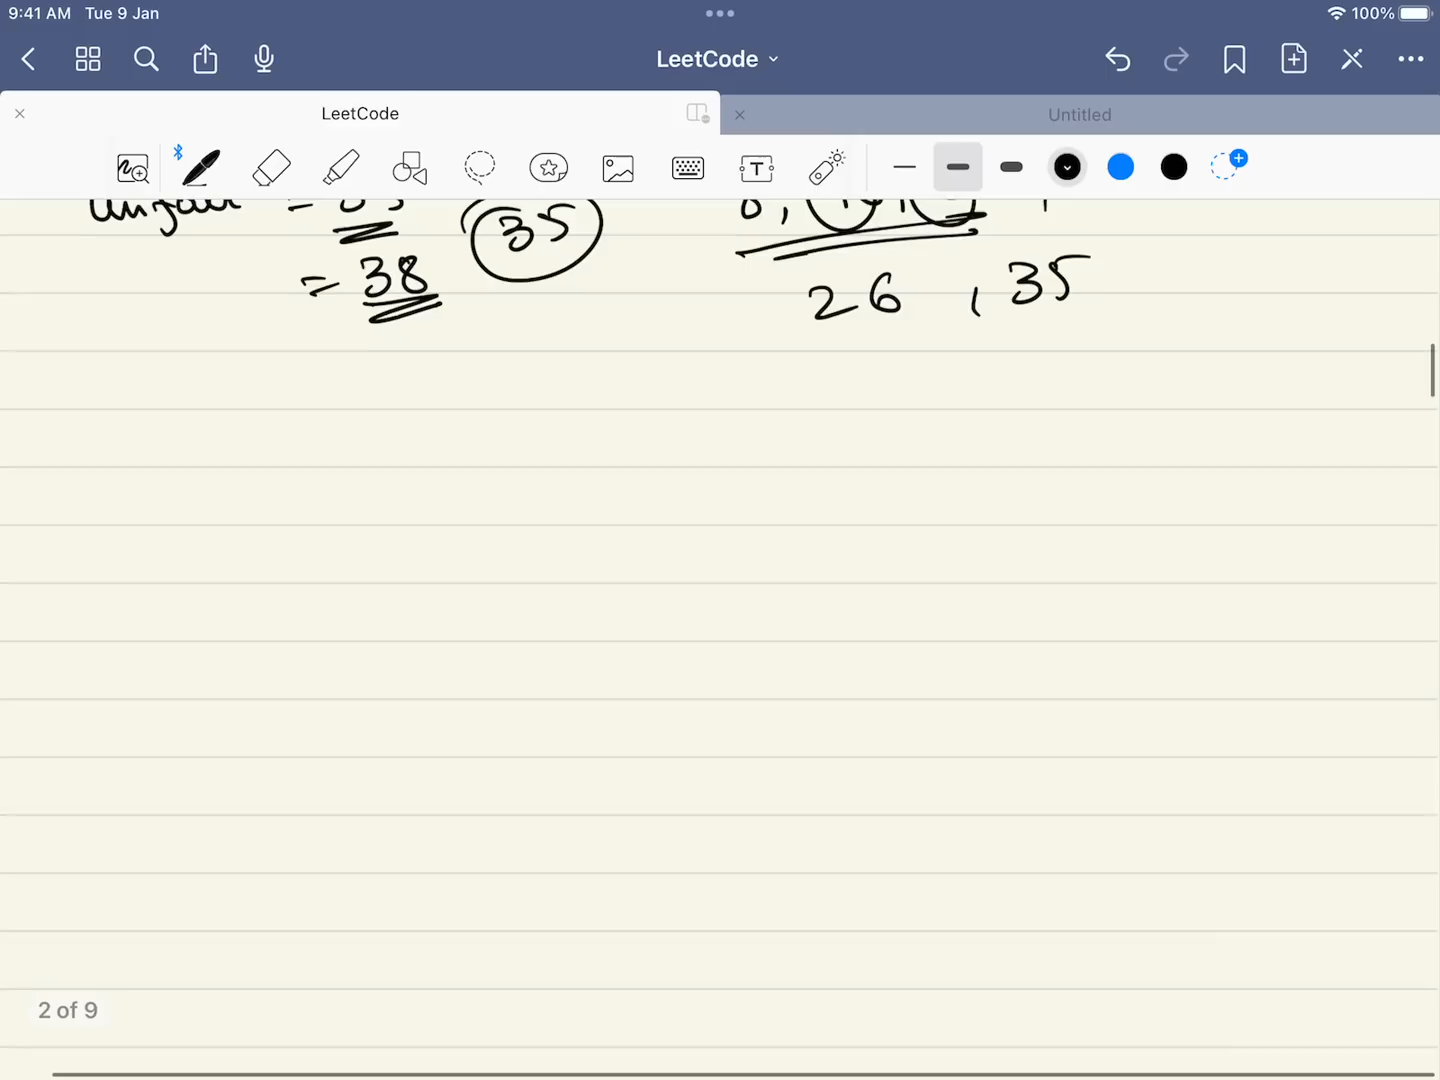 9:41 AM Tue 9 Jan
100%
LeetCode
LeetCode
Untitled
T
35
= 38
26 , 35
2 of 9